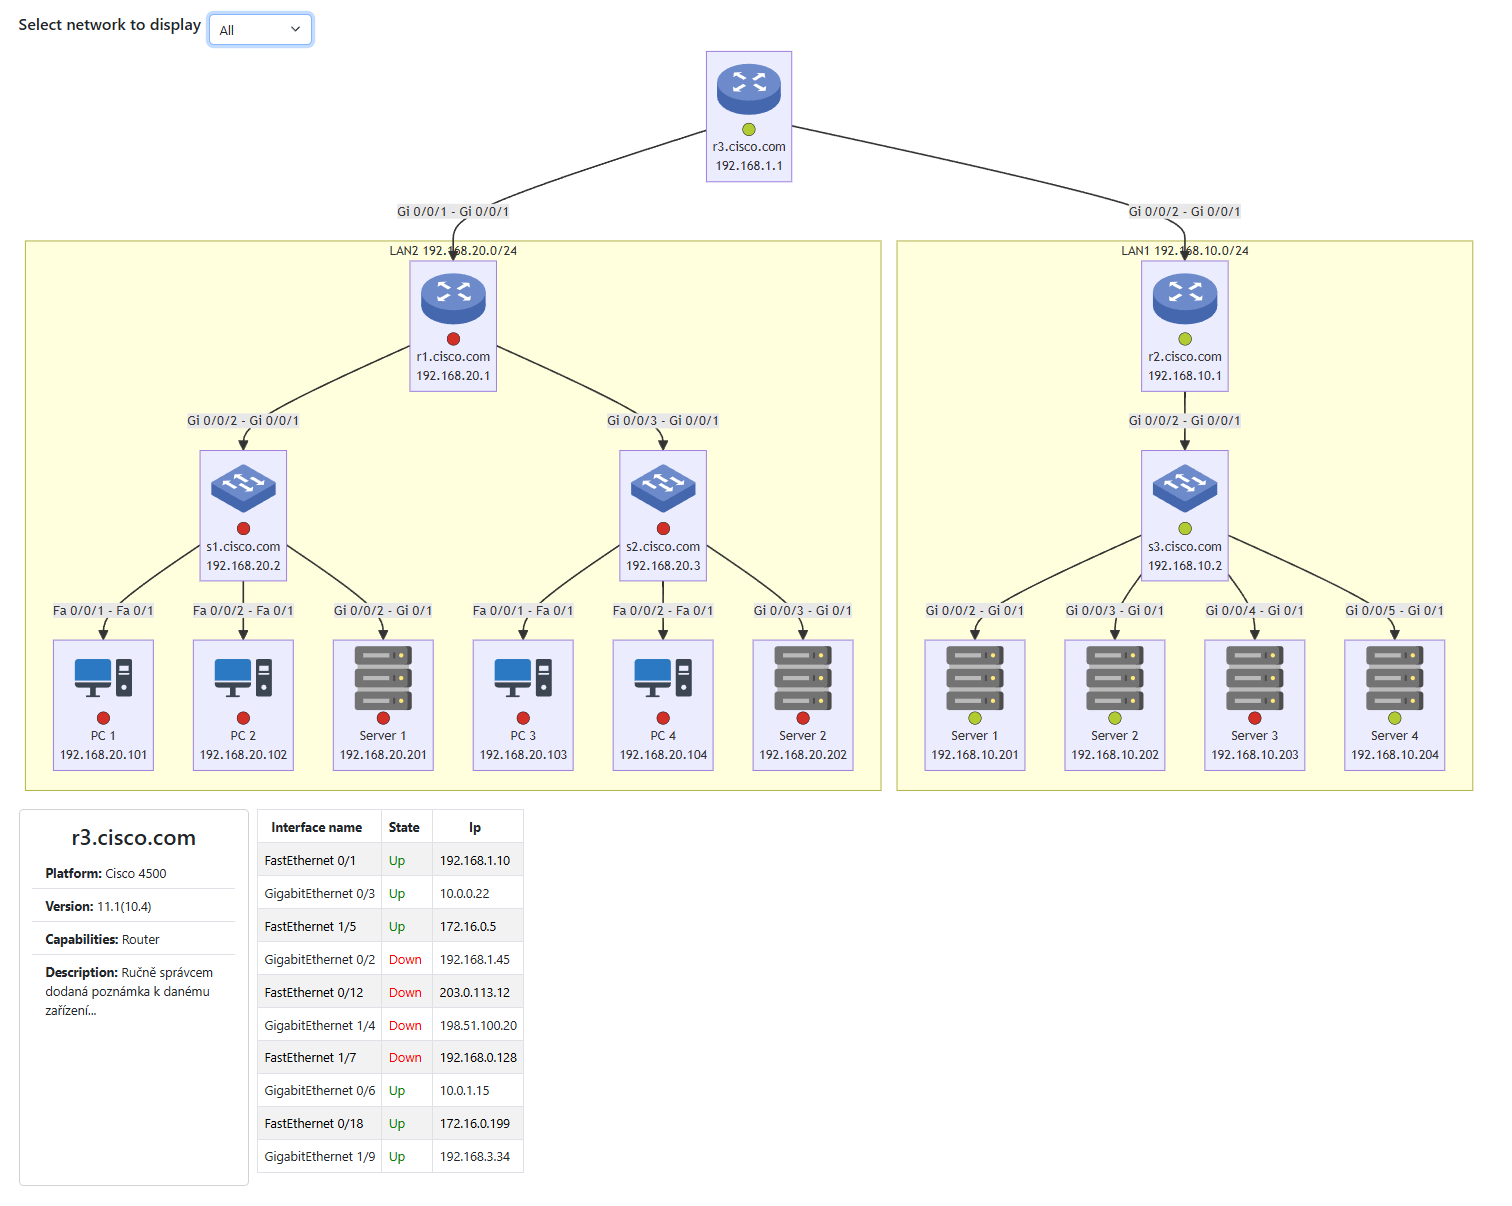 Select network to display All
r3.cisco.com
192.168.1.1
Gi 0/0/1 - Gi 0/0/1
Gi 0/0/2 - Gi 0/0/1
LAN2 192.168.20.0/24
LAN1 192.168.10.0/24
r1.cisco.com
192.168.20.1
r2.cisco.com
192.168.10.1
Gi 0/0/2 - Gi 0/0/1
Gi 0/0/3 - Gi 0/0/1
Gi 0/0/2 - Gi 0/0/1
s1.cisco.com
192.168.20.2
s2.cisco.com
192.168.20.3
s3.cisco.com
192.168.10.2
Fa 0/0/1 - Fa 0/1
Fa 0/0/2 - Fa 0/1
Gi 0/0/2 - Gi 0/1
Fa 0/0/1 - Fa 0/1
Fa 0/0/2 - Fa 0/1
Gi 0/0/3 - Gi 0/1
Gi 0/0/2 - Gi 0/1
Gi 0/0/3 - Gi 0/1
Gi 0/0/4 - Gi 0/1
Gi 0/0/5 - Gi 0/1
PC 1
192.168.20.101
PC 2
192.168.20.102
Server 1
192.168.20.201
PC 3
192.168.20.103
PC 4
192.168.20.104
Server 2
192.168.20.202
Server 1
192.168.10.201
Server 2
192.168.10.202
Server 3
192.168.10.203
Server 4
192.168.10.204
r3.cisco.com
Platform: Cisco 4500
Version: 11.1(10.4)
Capabilities: Router
Description: Ručně správcem
dodaná poznámka k danému
zařízení...
Interface name State Ip
FastEthernet 0/1 Up 192.168.1.10
GigabitEthernet 0/3 Up 10.0.0.22
FastEthernet 1/5 Up 172.16.0.5
GigabitEthernet 0/2 Down 192.168.1.45
FastEthernet 0/12 Down 203.0.113.12
GigabitEthernet 1/4 Down 198.51.100.20
FastEthernet 1/7 Down 192.168.0.128
GigabitEthernet 0/6 Up 10.0.1.15
FastEthernet 0/18 Up 172.16.0.199
GigabitEthernet 1/9 Up 192.168.3.34